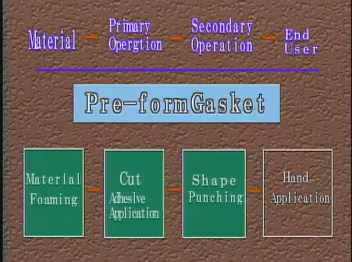 Material
Primary
Opergtion
Secondary
Operation
End
User
Pre-formGasket
Materlal
Foaming
Cut
Adheslve
Application
Shape
Punching
Hand
Application